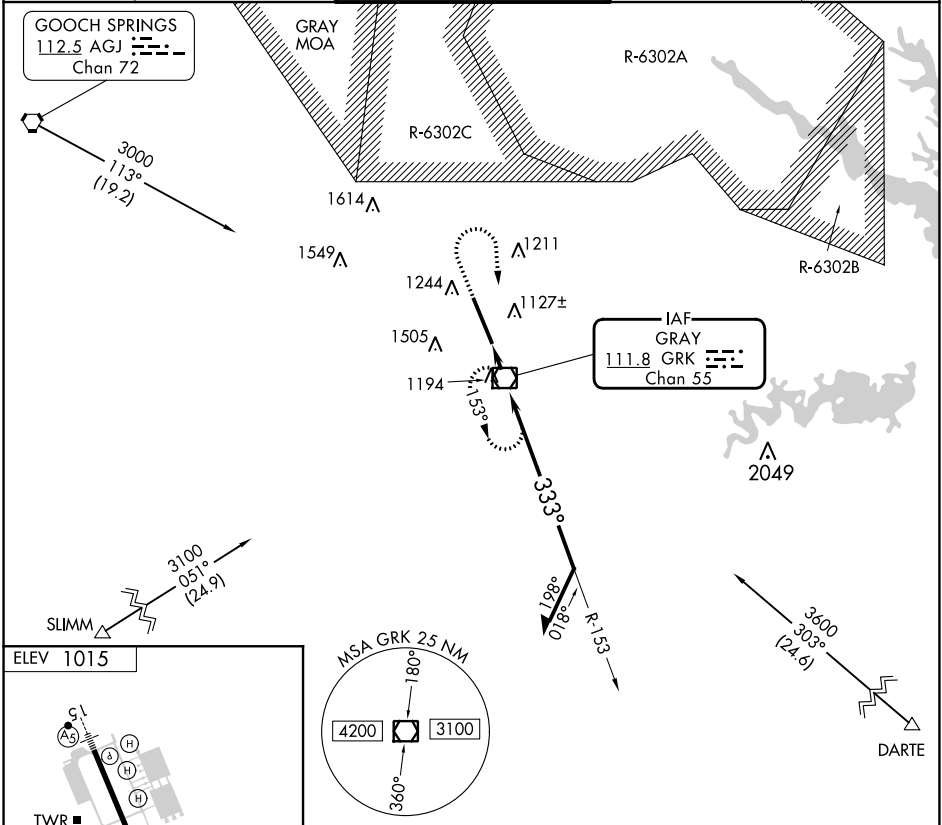 GOOCH SPRINGS
112.5 AGJ
Chan 72
GRAY
MOA
R-6302A
R-6302C
3000
113°
(19.2)
1614
1549
1211
R-6302B
1244
1127±
1505
IAF
GRAY
111.8 GRK
Chan 55
1194
153°
2049
333°
3100
051°
(24.9)
198°
018°
R-153
3600
303°
(24.6)
SLIMM
DARTE
ELEV 1015
MSA GRK 25 NM
180°
4200
3100
360°
15
A5
P
H
H
H
TWR